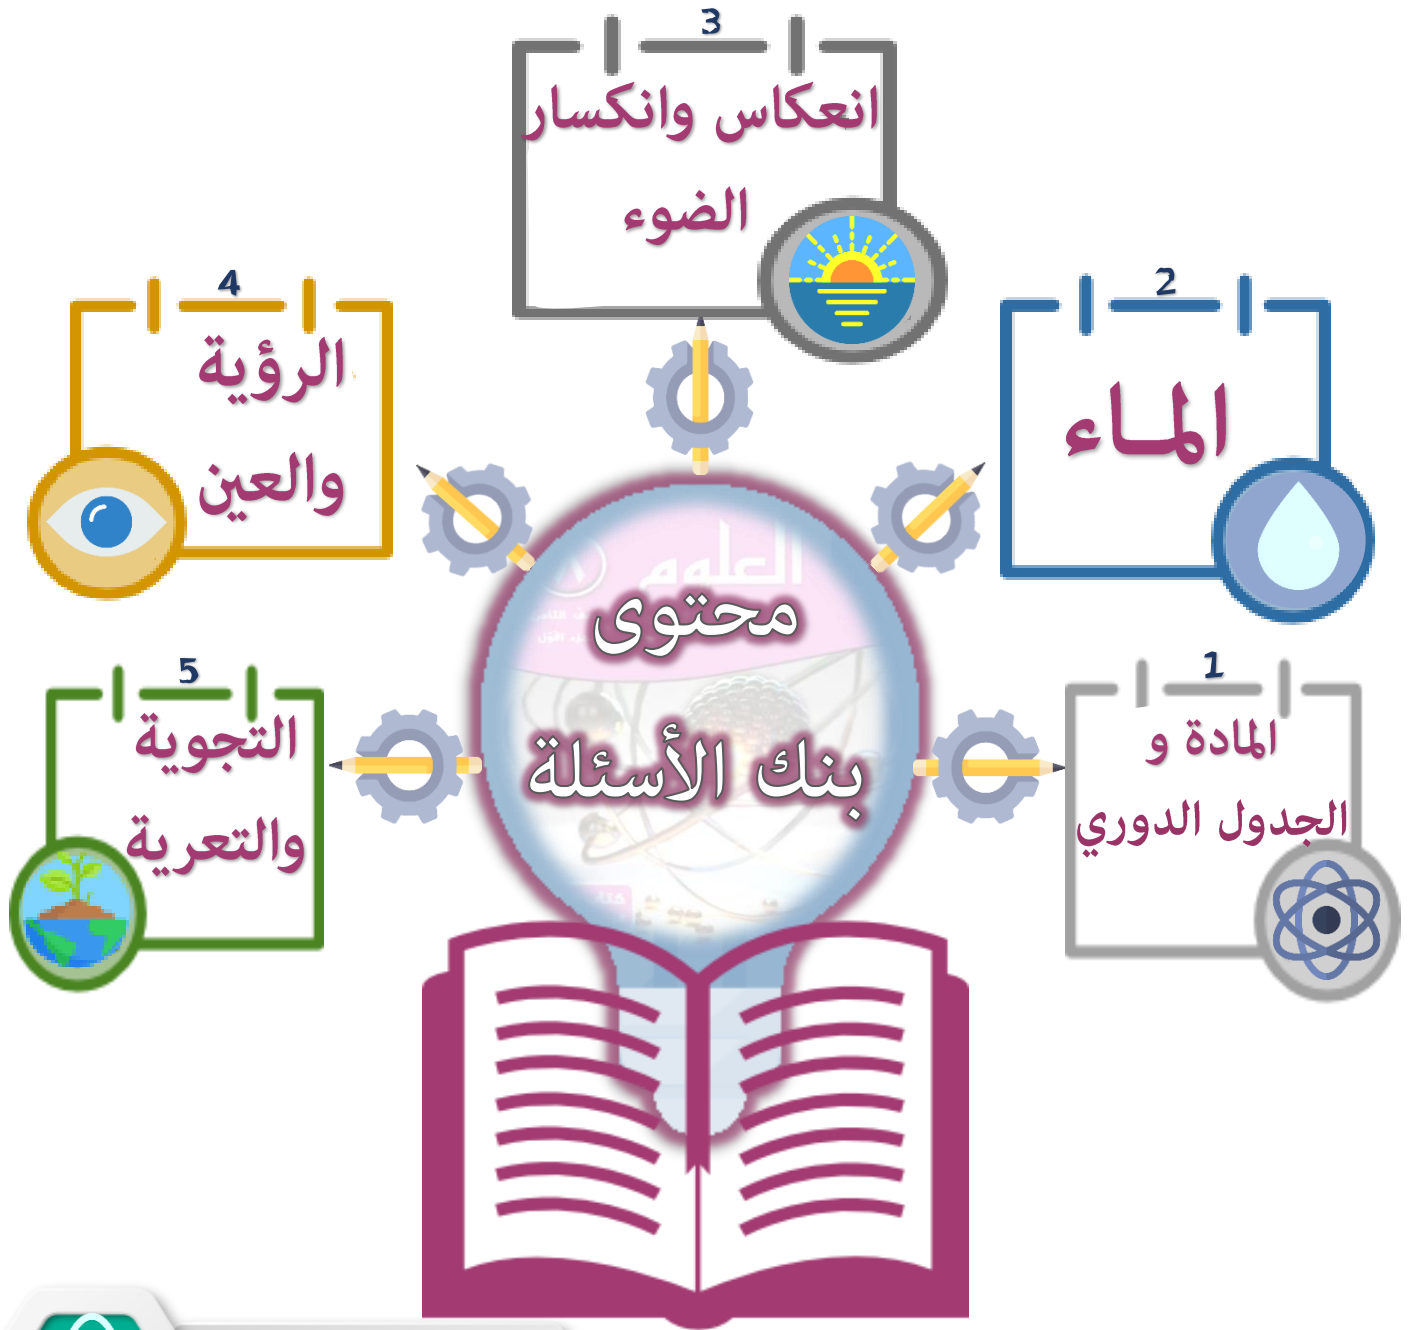 3
انعكاس وانكسار
الضوء
2
الماء
4
الرؤية
والعين
العلوم
محتوى
بنك الأسئلة
1
المادة و
الجدول الدوري
5
التجوية
والتعرية